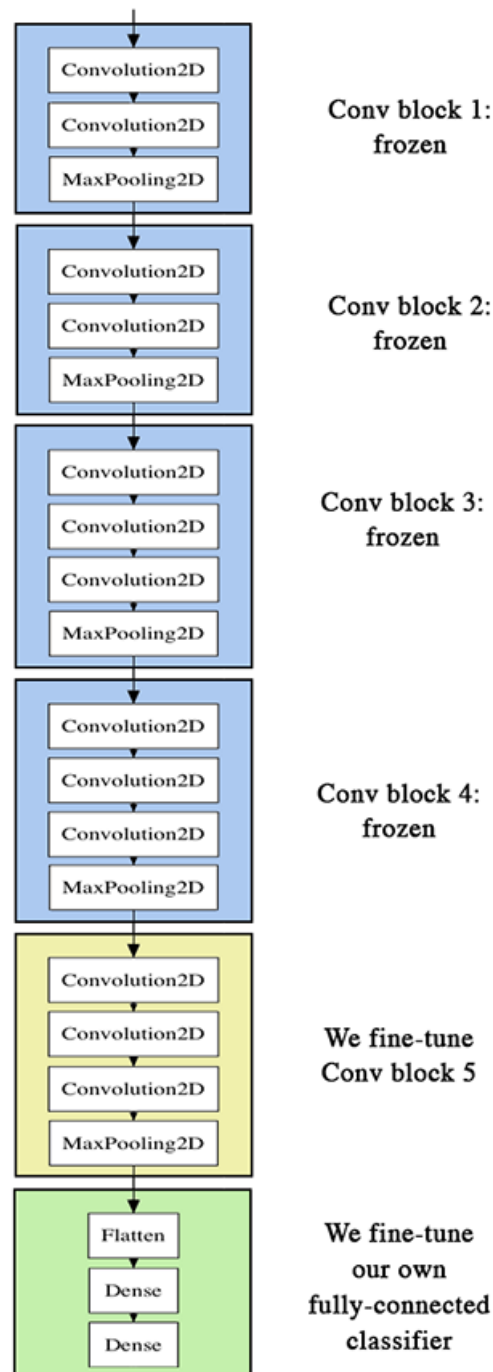 Convolution2D
Convolution2D
MaxPooling2D
Conv block 1:
frozen
Convolution2D
Convolution2D
MaxPooling2D
Conv block 2:
frozen
Convolution2D
Convolution2D
Convolution2D
MaxPooling2D
Conv block 3:
frozen
Convolution2D
Convolution2D
Convolution2D
MaxPooling2D
Conv block 4:
frozen
Convolution2D
Convolution2D
Convolution2D
MaxPooling2D
We fine-tune
Conv block 5
Flatten
Dense
Dense
We fine-tune
our own
fully-connected
classifier